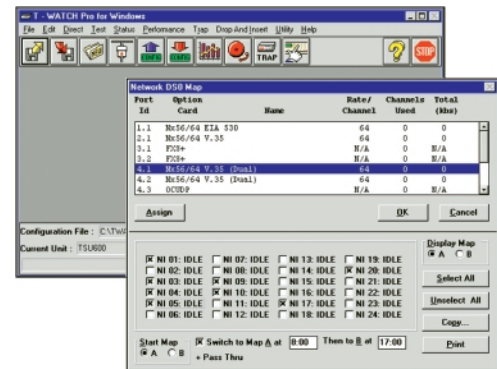 T - WATCH Pro for Windows
File Edit Direct Test Status Performance Trap Drop And Insert Utility Help
CONFIG CONFIG TRAP STOP
Network DS0 Map
Port Option Rate/ Channels Total
Id Card Name Channel Used (kbs)
1.1 Nx56/64 EIA 530 64 0 0
2.1 Nx56/64 V.35 64 0 0
3.1 FXS+ N/A 0 N/A
3.2 FXS+ N/A 0 N/A
4.1 Nx56/64 V.35 (Dual) 64 0 0
4.2 Nx56/64 V.35 (Dual) 64 0 0
4.3 OCUDP N/A 0 N/A
Assign OK Cancel
Configuration File : C:\TWA
Current Unit : TSU600
Display Map
A B
NI 01: IDLE NI 07: IDLE NI 13: IDLE NI 19: IDLE
NI 02: IDLE NI 08: IDLE NI 14: IDLE NI 20: IDLE
NI 03: IDLE NI 09: IDLE NI 15: IDLE NI 21: IDLE
NI 04: IDLE NI 10: IDLE NI 16: IDLE NI 22: IDLE
NI 05: IDLE NI 11: IDLE NI 17: IDLE NI 23: IDLE
NI 06: IDLE NI 12: IDLE NI 18: IDLE NI 24: IDLE
Select All
Unselect All
Copy...
Print
Start Map Switch to Map A at 8:00 Then to B at 17:00
A B + Pass Thru